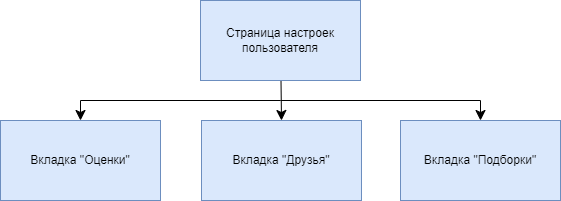 Страница настроек
пользователя
Вкладка "Оценки"
Вкладка "Друзья"
Вкладка "Подборки"